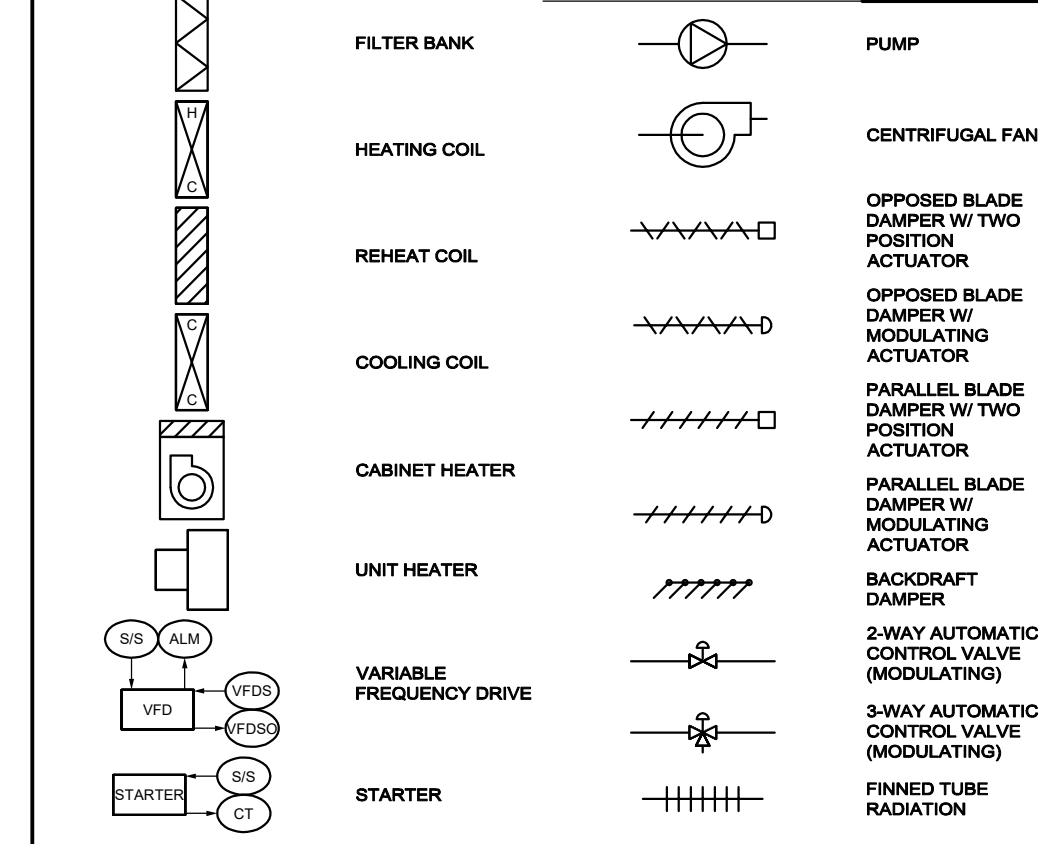 FILTER BANK
H
C
HEATING COIL
REHEAT COIL
C
C
COOLING COIL
CABINET HEATER
UNIT HEATER
S/S
ALM
VFD
VFDS
VFDSO
VARIABLE
FREQUENCY DRIVE
STARTER
S/S
CT
STARTER
PUMP
CENTRIFUGAL FAN
OPPOSED BLADE
DAMPER W/ TWO
POSITION
ACTUATOR
OPPOSED BLADE
DAMPER W/
MODULATING
ACTUATOR
PARALLEL BLADE
DAMPER W/ TWO
POSITION
ACTUATOR
PARALLEL BLADE
DAMPER W/
MODULATING
ACTUATOR
BACKDRAFT
DAMPER
2-WAY AUTOMATIC
CONTROL VALVE
(MODULATING)
3-WAY AUTOMATIC
CONTROL VALVE
(MODULATING)
FINNED TUBE
RADIATION